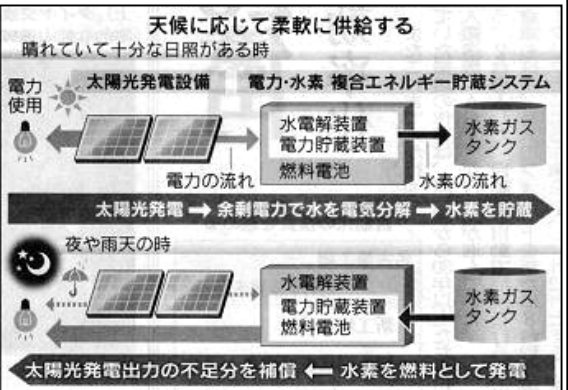 天候に応じて柔軟に供給する
晴れていて十分な日照がある時
電力
使用
太陽光発電設備
電力・水素 複合エネルギー貯蔵システム
水電解装置
電力貯蔵装置
燃料電池
水素ガス
タンク
電力の流れ
水素の流れ
太陽光発電➡余剰電力で水を電気分解➡水素を貯蔵
夜や雨天の時
水電解装置
電力貯蔵装置
燃料電池
水素ガス
タンク
太陽光発電出力の不足分を補償⬅水素を燃料として発電